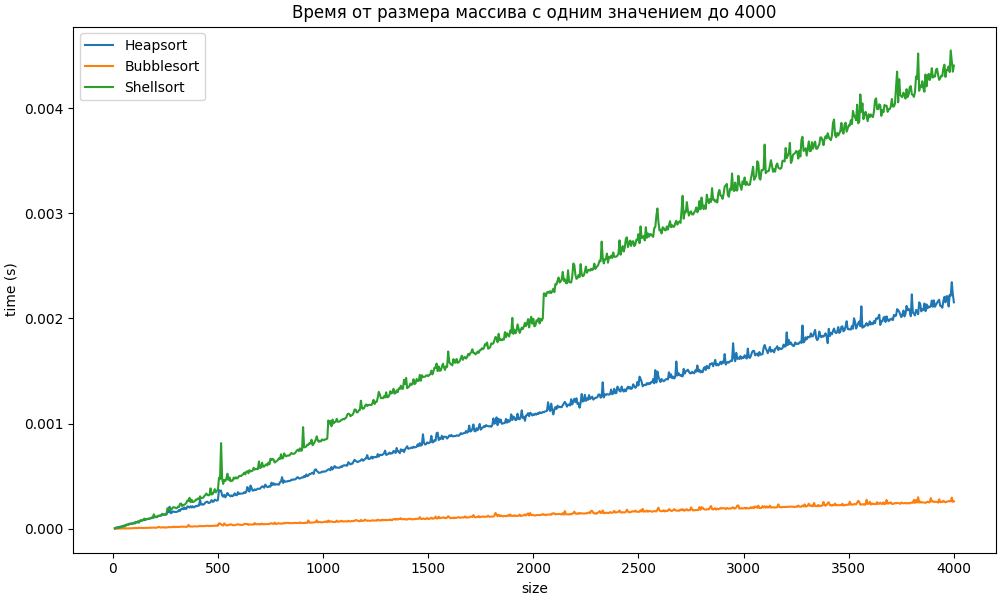 Время от размера массива с одним значением до 4000
Heapsort
Bubblesort
Shellsort
0.004
0.003
0.002
0.001
0.000
time (s)
0 500 1000 1500 2000 2500 3000 3500 4000
size